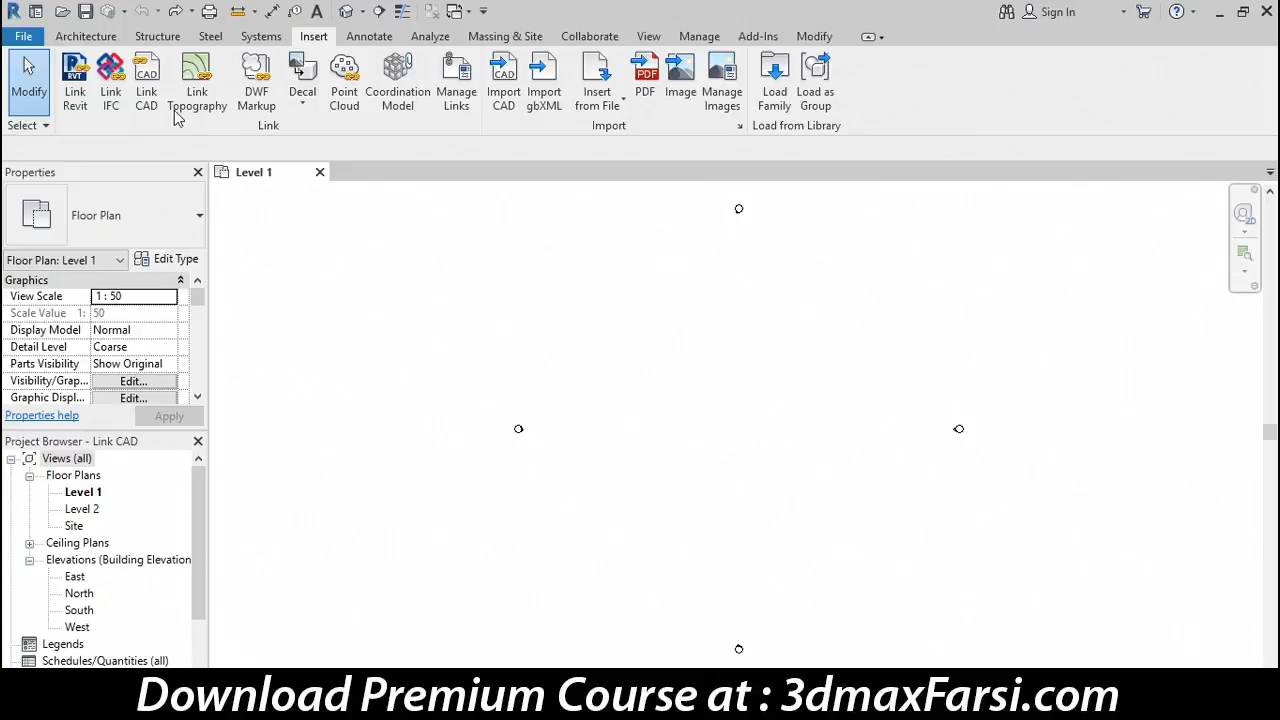 Sign In
File Architecture Structure Steel Systems Insert Annotate Analyze Massing & Site Collaborate View Manage Add-Ins Modify
Modify
Link Revit
Link IFC
Link CAD
Link Topography
DWF Markup
Decal
Point Cloud
Coordination Model
Manage Links
Import CAD
Import gbXML
Insert from File
PDF
Image
Manage Images
Load Family
Load as Group
Select Link Import Load from Library
Properties
Level 1
Floor Plan
Floor Plan: Level 1 Edit Type
Graphics
View Scale 1 : 50
Scale Value 1: 50
Display Model Normal
Detail Level Coarse
Parts Visibility Show Original
Visibility/Grap... Edit...
Graphic Displ... Edit...
Properties help Apply
Project Browser - Link CAD
Views (all)
Floor Plans
Level 1
Level 2
Site
Ceiling Plans
Elevations (Building Elevation
East
North
South
West
Legends
Schedules/Quantities (all)
2D
Download Premium Course at : 3dmaxFarsi.com